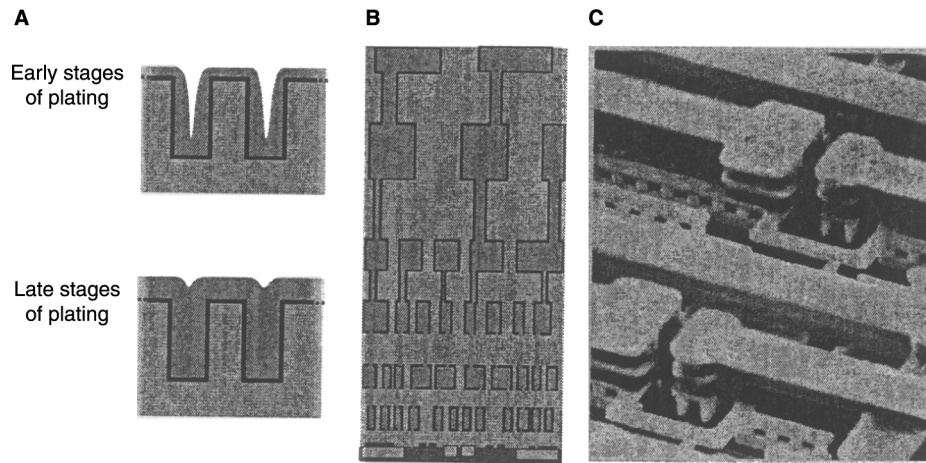 A
B
C
Early stages
of plating
Late stages
of plating